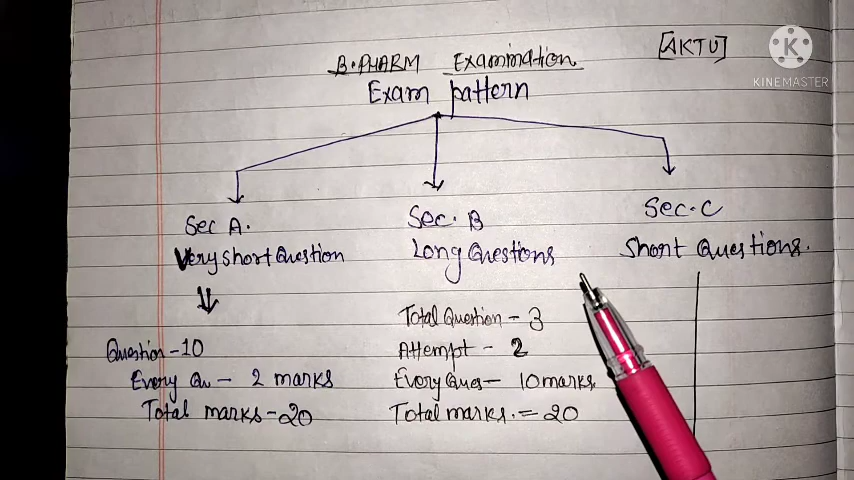 B.PHARM Examination
[AKTU]
K
KINEMASTER
Exam pattern
Sec A.
Very short Question
Question - 10
Every Qu - 2 marks
Total marks - 20
Sec. B
Long Questions
Total Question - 3
Attempt - 2
Every Ques - 10 marks
Total marks. = 20
Sec. C
Short Questions.